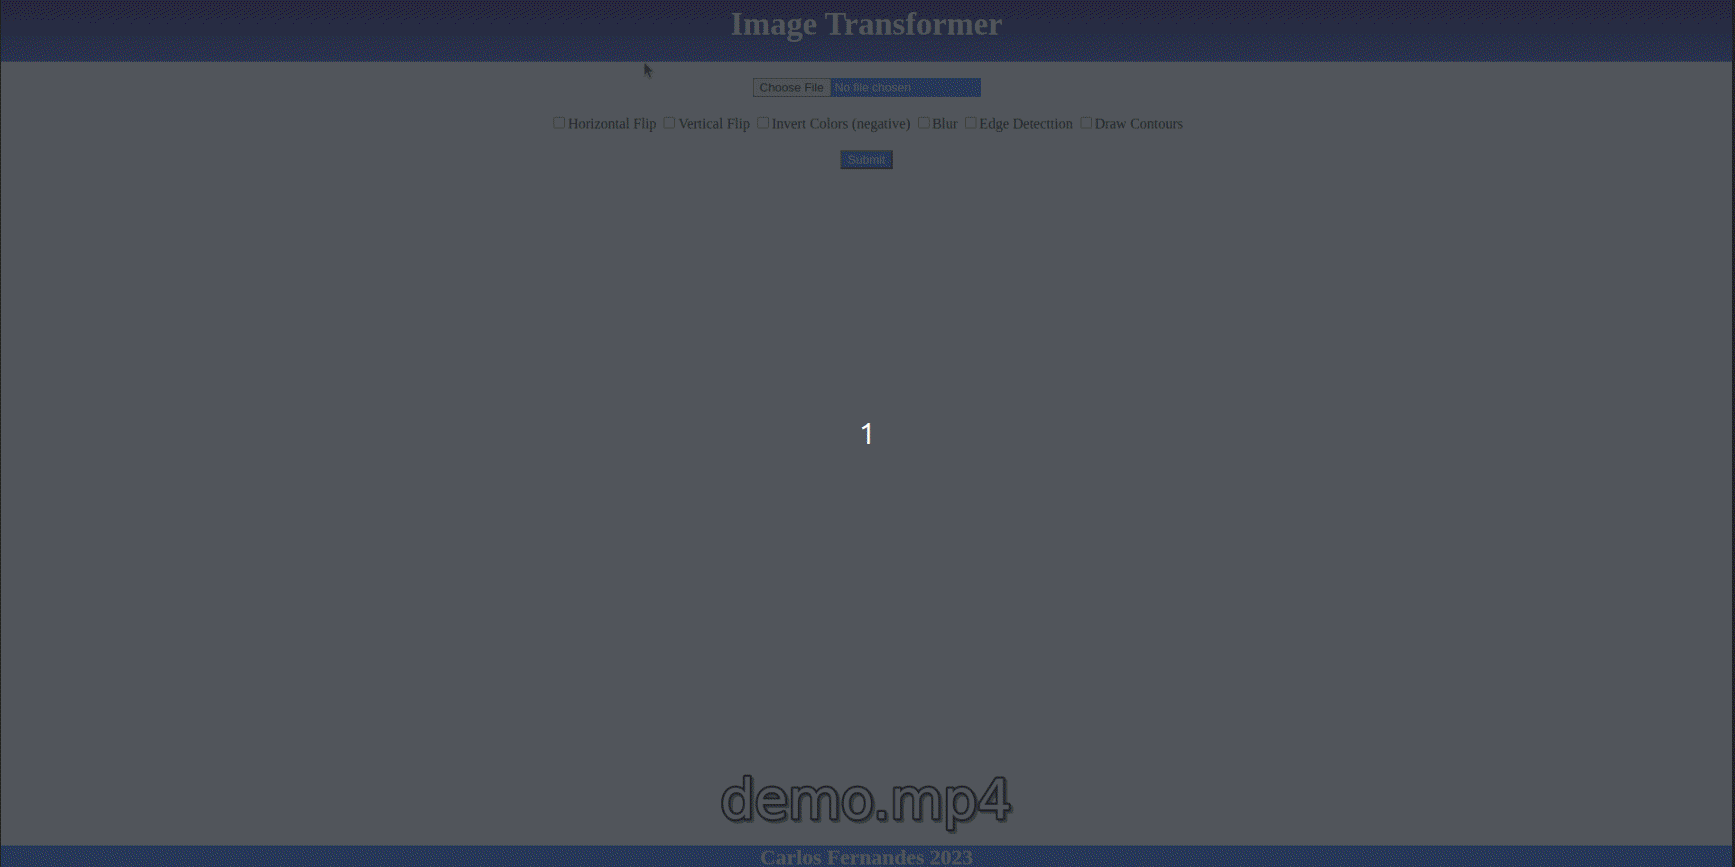 Image Transformer
Choose File No file chosen
Horizontal Flip Vertical Flip Invert Colors (negative) Blur Edge Detecttion Draw Contours
Submit
1
demo.mp4
Carlos Fernandes 2023